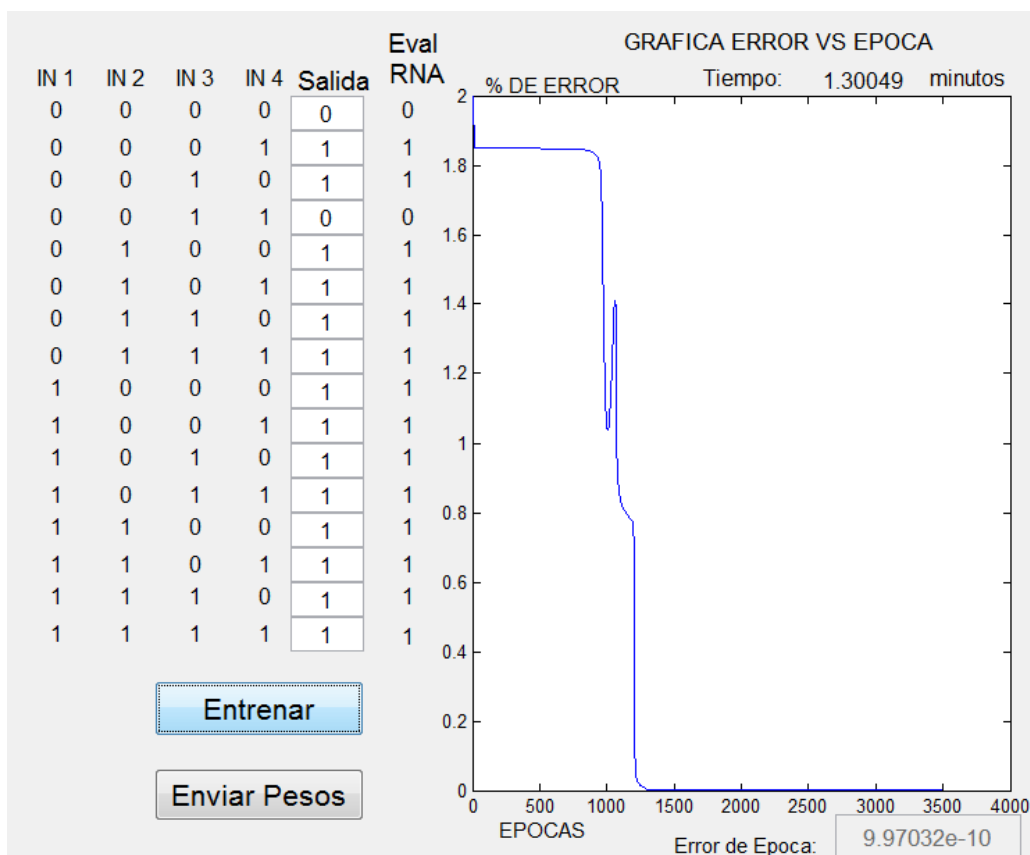 Eval
GRAFICA ERROR VS EPOCA
IN 1 IN 2 IN 3 IN 4 Salida RNA
% DE ERROR Tiempo: 1.30049 minutos
0 0 0 0 0 0
0 0 0 1 1 1
0 0 1 0 1 1
0 0 1 1 0 0
0 1 0 0 1 1
0 1 0 1 1 1
0 1 1 0 1 1
0 1 1 1 1 1
1 0 0 0 1 1
1 0 0 1 1 1
1 0 1 0 1 1
1 0 1 1 1 1
1 1 0 0 1 1
1 1 0 1 1 1
1 1 1 0 1 1
1 1 1 1 1 1
Entrenar
Enviar Pesos
2
1.8
1.6
1.4
1.2
1
0.8
0.6
0.4
0.2
0
0 500 1000 1500 2000 2500 3000 3500 4000
EPOCAS
Error de Epoca: 9.97032e-10